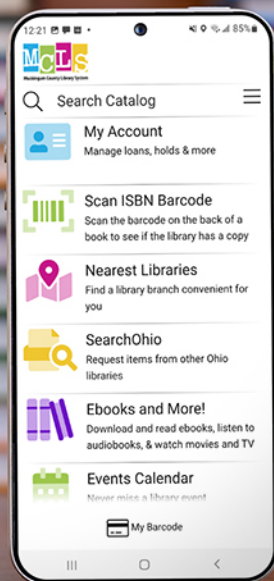 12:21
85%
MCLS
Muskingum County Library System
Search Catalog
My Account
Manage loans, holds & more
Scan ISBN Barcode
Scan the barcode on the back of a
book to see if the library has a copy
Nearest Libraries
Find a library branch convenient for
you
SearchOhio
Request items from other Ohio
libraries
Ebooks and More!
Download and read ebooks, listen to
audiobooks, & watch movies and TV
Events Calendar
Never miss a library event
My Barcode